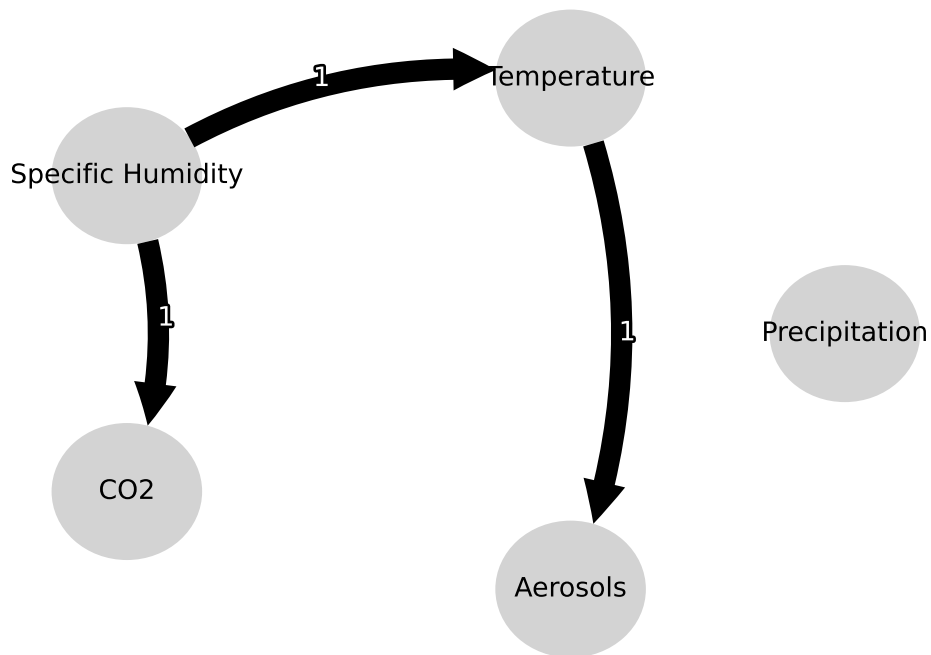 Temperature
1
Specific Humidity
1
1
Precipitation
CO2
Aerosols